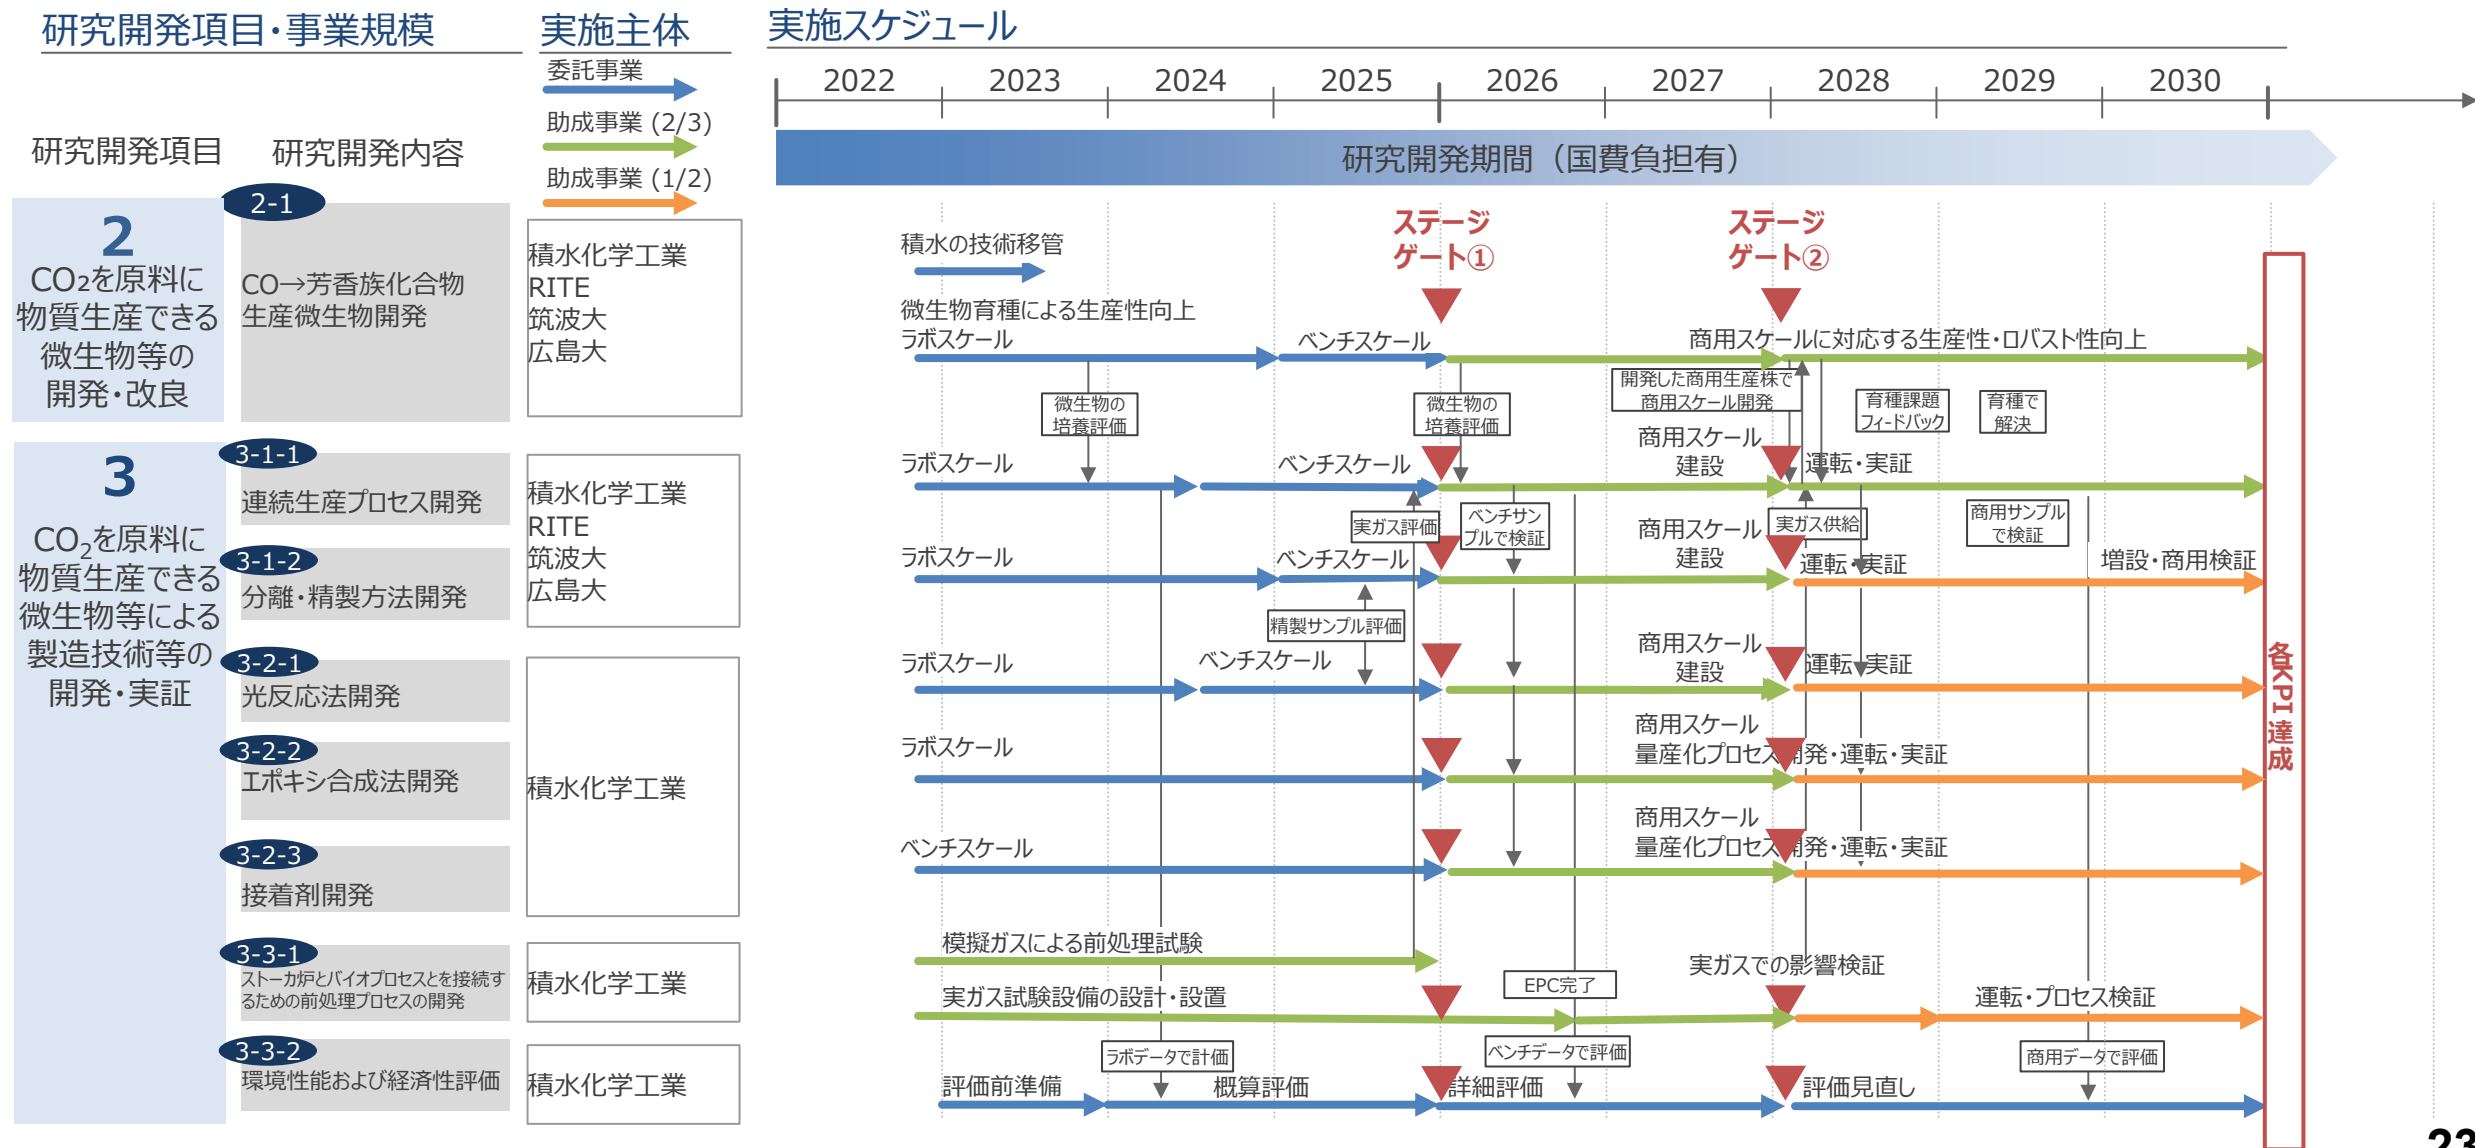 研究開発項目・事業規模
実施主体
実施スケジュール
委託事業
助成事業 (2/3)
助成事業 (1/2)
2022
2023
2024
2025
2026
2027
2028
2029
2030
研究開発項目
研究開発内容
研究開発期間（国費負担有）
2
CO₂を原料に
物質生産できる
微生物等の
開発・改良
2-1
CO→芳香族化合物
生産微生物開発
積水化学工業
RITE
筑波大
広島大
積水の技術移管
ステージ
ゲート①
ステージ
ゲート②
微生物育種による生産性向上
ラボスケール
ベンチスケール
商用スケールに対応する生産性・ロバスト性向上
微生物の
培養評価
微生物の
培養評価
開発した商用生産株で
商用スケール開発
育種課題
フィードバック
育種で
解決
3
CO₂を原料に
物質生産できる
微生物等による
製造技術等の
開発・実証
3-1-1
連続生産プロセス開発
積水化学工業
RITE
筑波大
広島大
ラボスケール
ベンチスケール
商用スケール
建設
運転・実証
実ガス評価
ベンチサン
プルで検証
実ガス供給
商用サンプル
で検証
3-1-2
分離・精製方法開発
ラボスケール
ベンチスケール
商用スケール
建設
運転・実証
増設・商用検証
精製サンプル評価
3-2-1
光反応法開発
積水化学工業
ラボスケール
ベンチスケール
商用スケール
建設
運転・実証
3-2-2
エポキシ合成法開発
ラボスケール
商用スケール
量産化プロセス開発・運転・実証
3-2-3
接着剤開発
ベンチスケール
商用スケール
量産化プロセス開発・運転・実証
3-3-1
ストーカ炉とバイオプロセスとを接続す
るための前処理プロセスの開発
積水化学工業
模擬ガスによる前処理試験
実ガス試験設備の設計・設置
EPC完了
実ガスでの影響検証
運転・プロセス検証
3-3-2
環境性能および経済性評価
積水化学工業
ラボデータで計価
ベンチデータで評価
商用データで評価
評価前準備
概算評価
詳細評価
評価見直し
各KPI達成
23